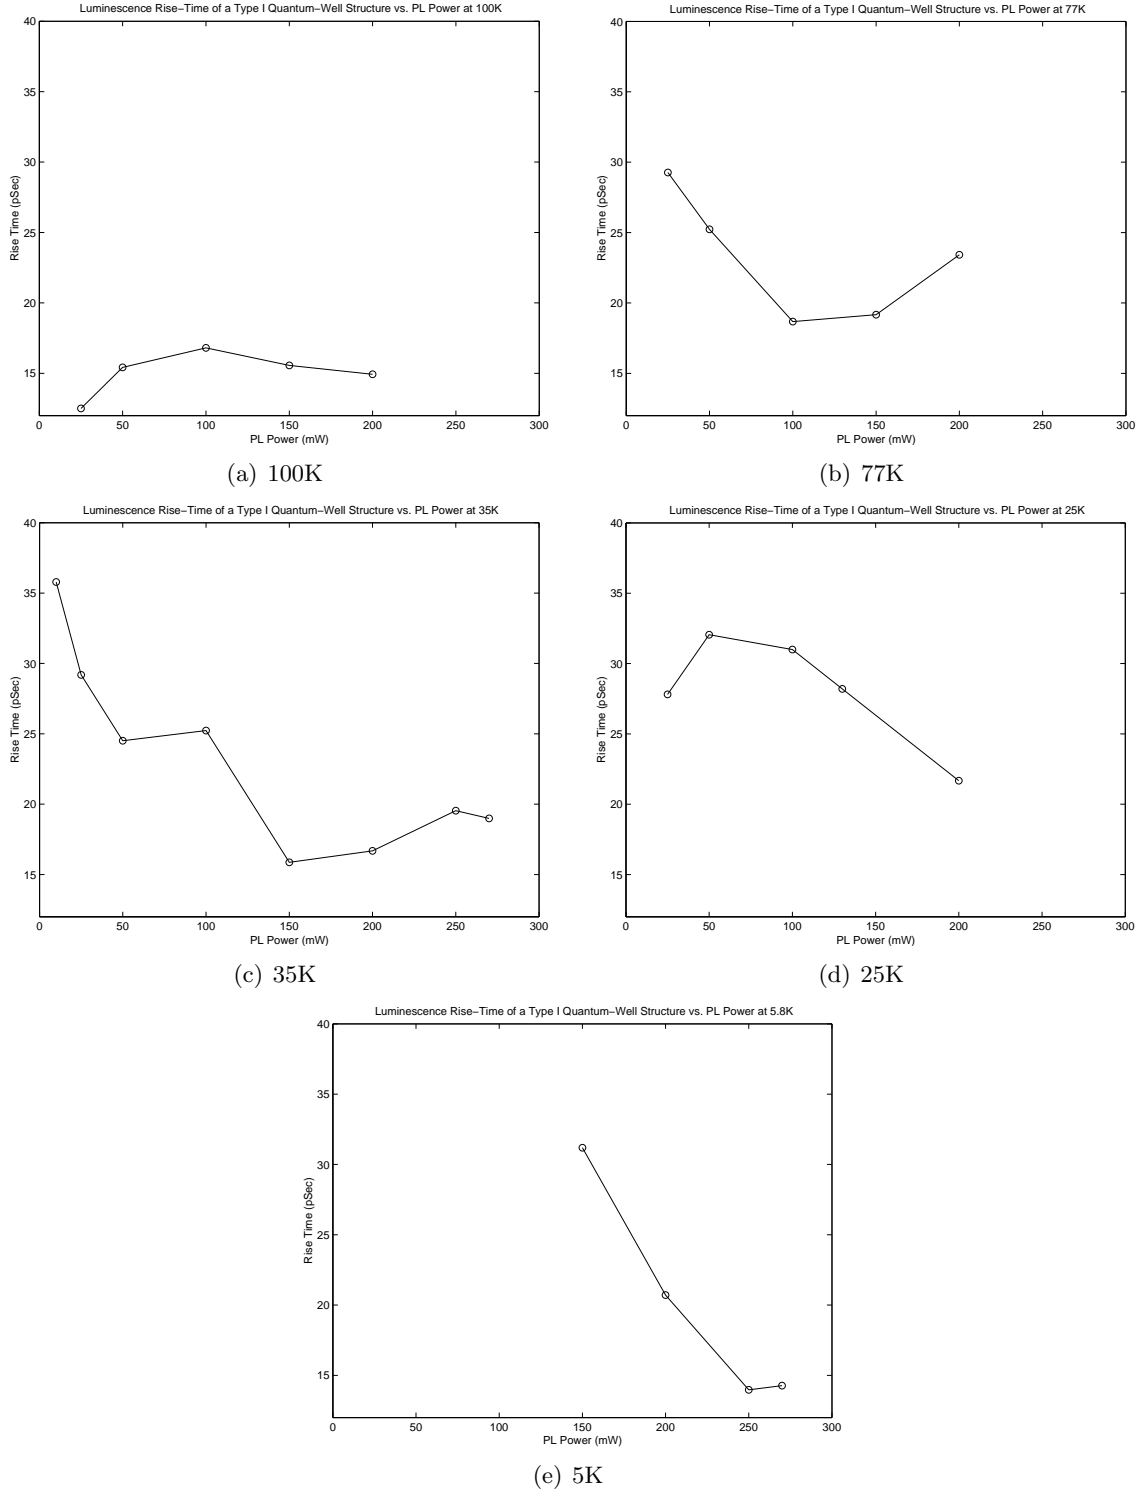 Luminescence Rise−Time of a Type I Quantum−Well Structure vs. PL Power at 100K
40
35
30
25
20
15
Rise Time (pSec)
0 50 100 150 200 250 300
PL Power (mW)
(a) 100K
Luminescence Rise−Time of a Type I Quantum−Well Structure vs. PL Power at 77K
40
35
30
25
20
15
Rise Time (pSec)
0 50 100 150 200 250 300
PL Power (mW)
(b) 77K
Luminescence Rise−Time of a Type I Quantum−Well Structure vs. PL Power at 35K
40
35
30
25
20
15
Rise Time (pSec)
0 50 100 150 200 250 300
PL Power (mW)
(c) 35K
Luminescence Rise−Time of a Type I Quantum−Well Structure vs. PL Power at 25K
40
35
30
25
20
15
Rise Time (pSec)
0 50 100 150 200 250 300
PL Power (mW)
(d) 25K
Luminescence Rise−Time of a Type I Quantum−Well Structure vs. PL Power at 5.8K
40
35
30
25
20
15
Rise Time (pSec)
0 50 100 150 200 250 300
PL Power (mW)
(e) 5K